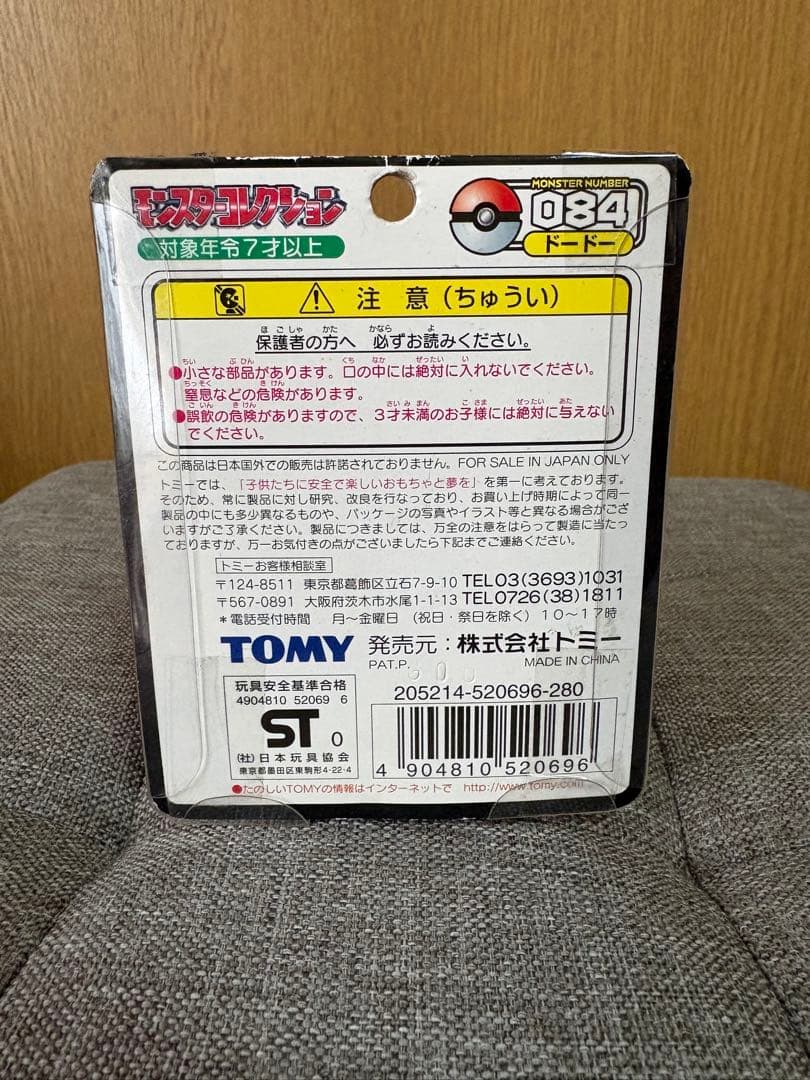 モンスターコレクション
対象年令7才以上
MONSTER NUMBER
084
ドードー
注意(ちゅうい)
保護者の方へ 必ずお読みください。
●小さな部品があります。口の中には絶対に入れないでください。
窒息などの危険があります。
●誤飲の危険がありますので、3才未満のお子様には絶対に与えない
でください。
この商品は日本国外での販売は許諾されておりません。FOR SALE IN JAPAN ONLY
トミーでは、「子供たちに安全で楽しいおもちゃと夢を」を第一に考えております。
そのため、常に製品に対し研究、改良を行なっており、お買い上げ時期によって同一
製品の中にも多少異なるものや、パッケージの写真やイラスト等と異なる場合がござ
いますがご了承ください。製品につきましては、万全の注意をはらって製造に当たっ
ておりますが、万一お気付きの点がございましたら下記までご連絡ください。
トミーお客様相談室
〒124-8511 東京都葛飾区立石7-9-10 TEL03(3693)1031
〒567-0891 大阪府茨木市水尾1-1-13 TEL0726(38)1811
*電話受付時間 月〜金曜日 (祝日・祭日を除く) 10〜17時
TOMY 発売元:株式会社トミー
PAT.P. MADE IN CHINA
玩具安全基準合格
4904810 52069 6
ST 0
(社)日本玩具協会
東京都墨田区東駒形4-22-4
205214-520696-280
4 904810 520696
●たのしいTOMYの情報はインターネットで http://www.tomy.com